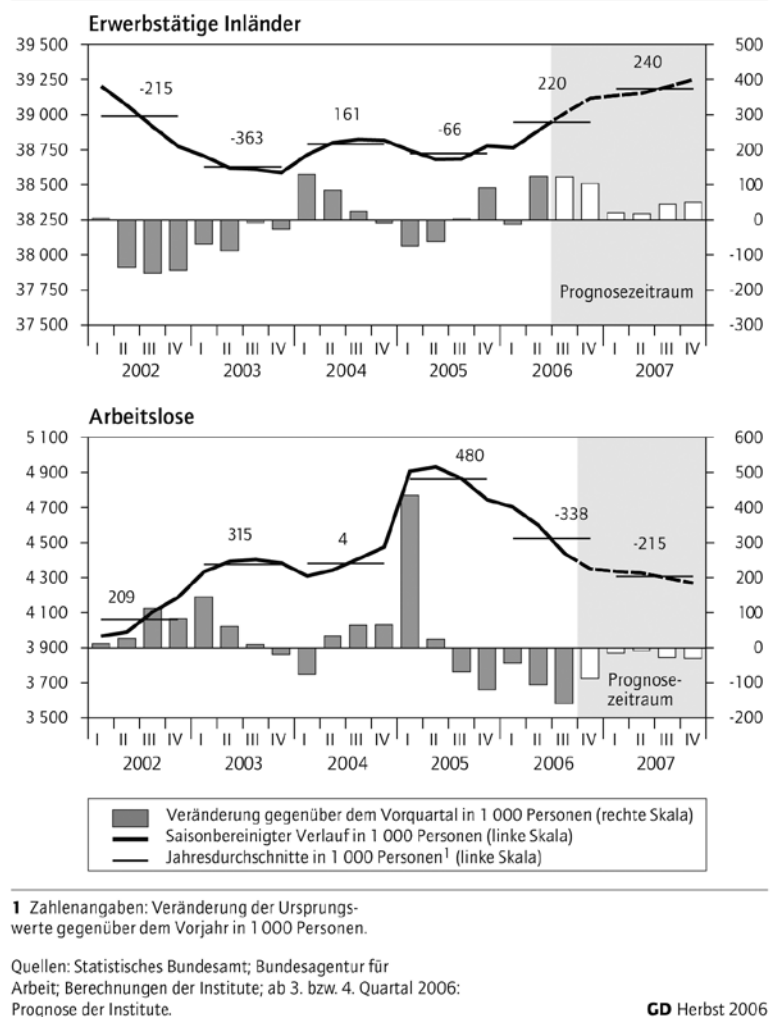 Erwerbstätige Inländer
39 500 500
39 250 240 400
-215 220
39 000 300
161
-363 -66
38 750 200
38 500 100
38 250 0
38 000 -100
37 750 Prognosezeitraum -200
37 500 -300
I II III IV I II III IV I II III IV I II III IV I II III IV I II III IV
2002 2003 2004 2005 2006 2007
Arbeitslose
5 100 600
4 900 480 500
4 700 400
315 4 -338 -215
4 500 300
4 300 200
209
4 100 100
3 900 0
3 700 Prognose- -100
zeitraum
3 500 -200
I II III IV I II III IV I II III IV I II III IV I II III IV I II III IV
2002 2003 2004 2005 2006 2007
Veränderung gegenüber dem Vorquartal in 1 000 Personen (rechte Skala)
Saisonbereinigter Verlauf in 1 000 Personen (linke Skala)
Jahresdurchschnitte in 1 000 Personen¹ (linke Skala)
1 Zahlenangaben: Veränderung der Ursprungs-
werte gegenüber dem Vorjahr in 1 000 Personen.
Quellen: Statistisches Bundesamt; Bundesagentur für
Arbeit; Berechnungen der Institute; ab 3. bzw. 4. Quartal 2006:
Prognose der Institute. GD Herbst 2006